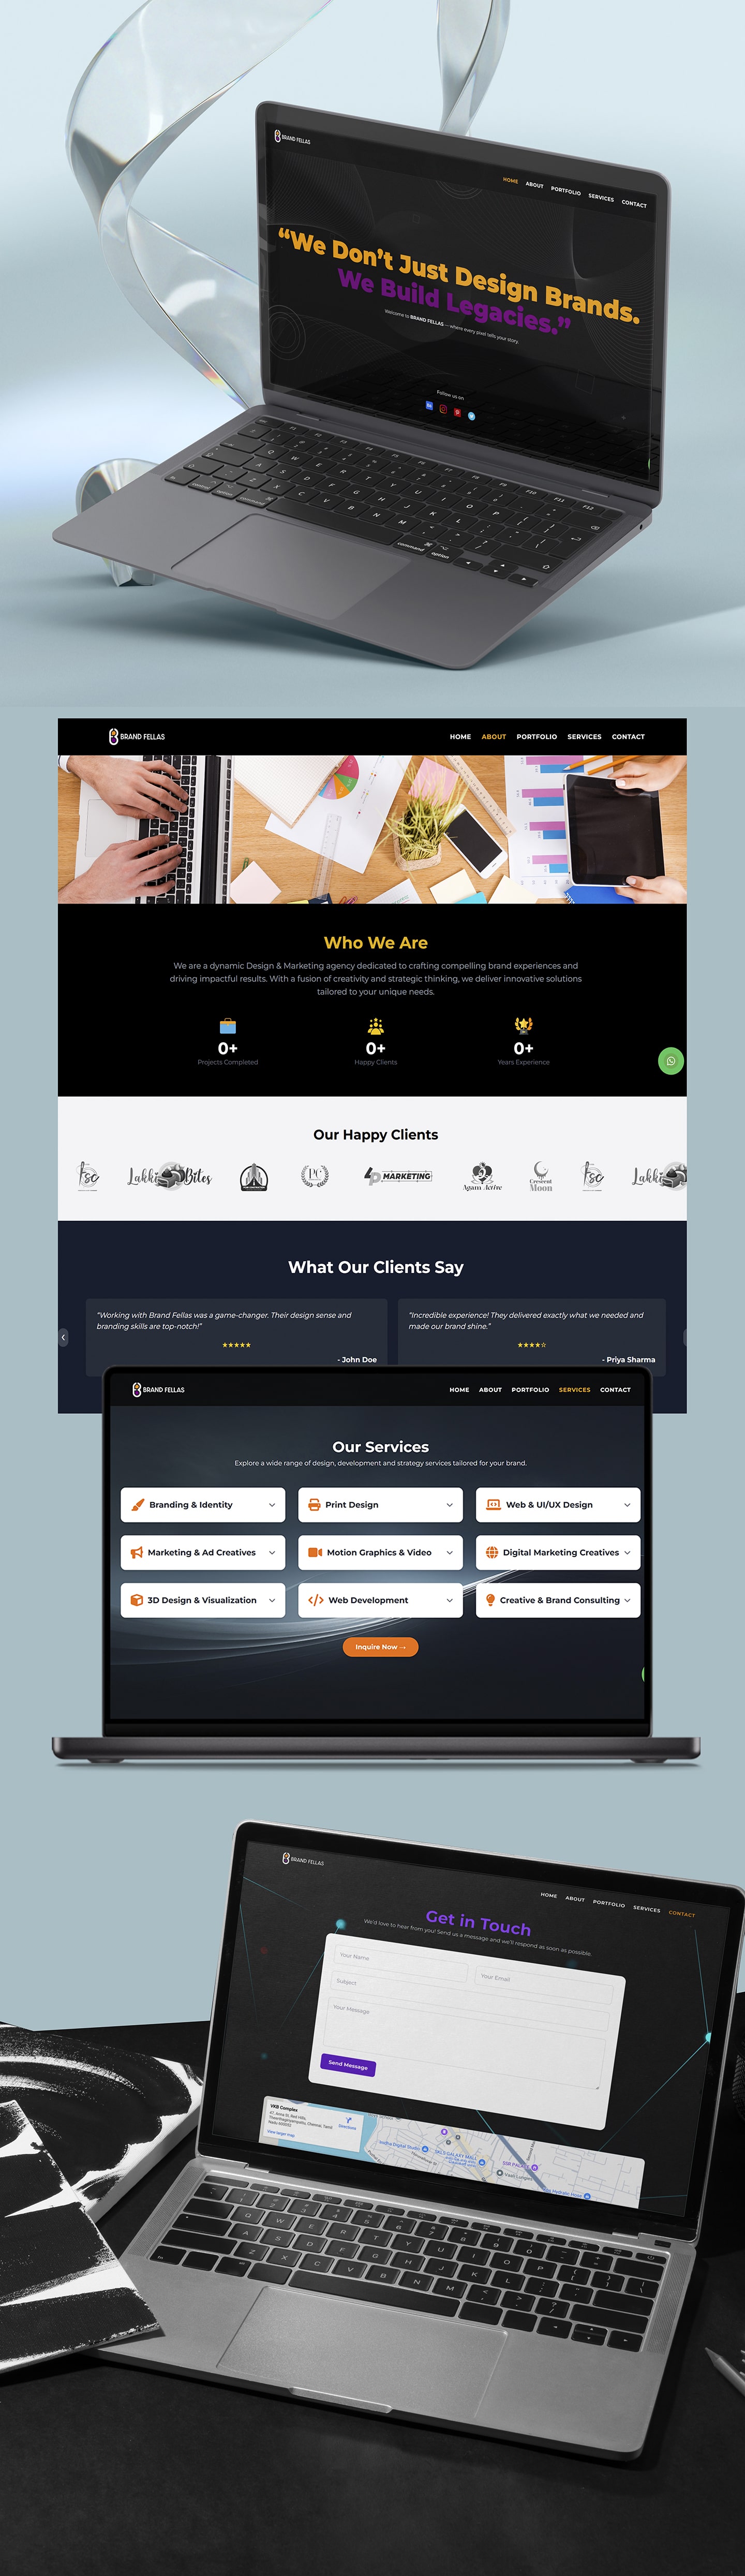 BRAND FELLAS
HOME ABOUT PORTFOLIO SERVICES CONTACT
“We Don’t Just Design Brands.
We Build Legacies.”
Welcome to BRAND FELLAS — where every pixel tells your story.
Follow us on
BRAND FELLAS
HOME ABOUT PORTFOLIO SERVICES CONTACT
Who We Are
We are a dynamic Design & Marketing agency dedicated to crafting compelling brand experiences and
driving impactful results. With a fusion of creativity and strategic thinking, we deliver innovative solutions
tailored to your unique needs.
0+ 0+ 0+
Projects Completed Happy Clients Years Experience
Our Happy Clients
ksc Lakki Bites PC 4P MARKETING Agam Active Crescent Moon ksc Lakki
What Our Clients Say
“Working with Brand Fellas was a game-changer. Their design sense and
branding skills are top-notch!”
- John Doe
“Incredible experience! They delivered exactly what we needed and
made our brand shine.”
- Priya Sharma
BRAND FELLAS
HOME ABOUT PORTFOLIO SERVICES CONTACT
Our Services
Explore a wide range of design, development and strategy services tailored for your brand.
Branding & Identity Print Design Web & UI/UX Design
Marketing & Ad Creatives Motion Graphics & Video Digital Marketing Creatives
3D Design & Visualization Web Development Creative & Brand Consulting
Inquire Now →
BRAND FELLAS
HOME ABOUT PORTFOLIO SERVICES CONTACT
Get in Touch
We’d love to hear from you! Send us a message and we’ll respond as soon as possible.
Your Name Your Email
Subject
Your Message
Send Message
VKB Complex
Directions
View larger map